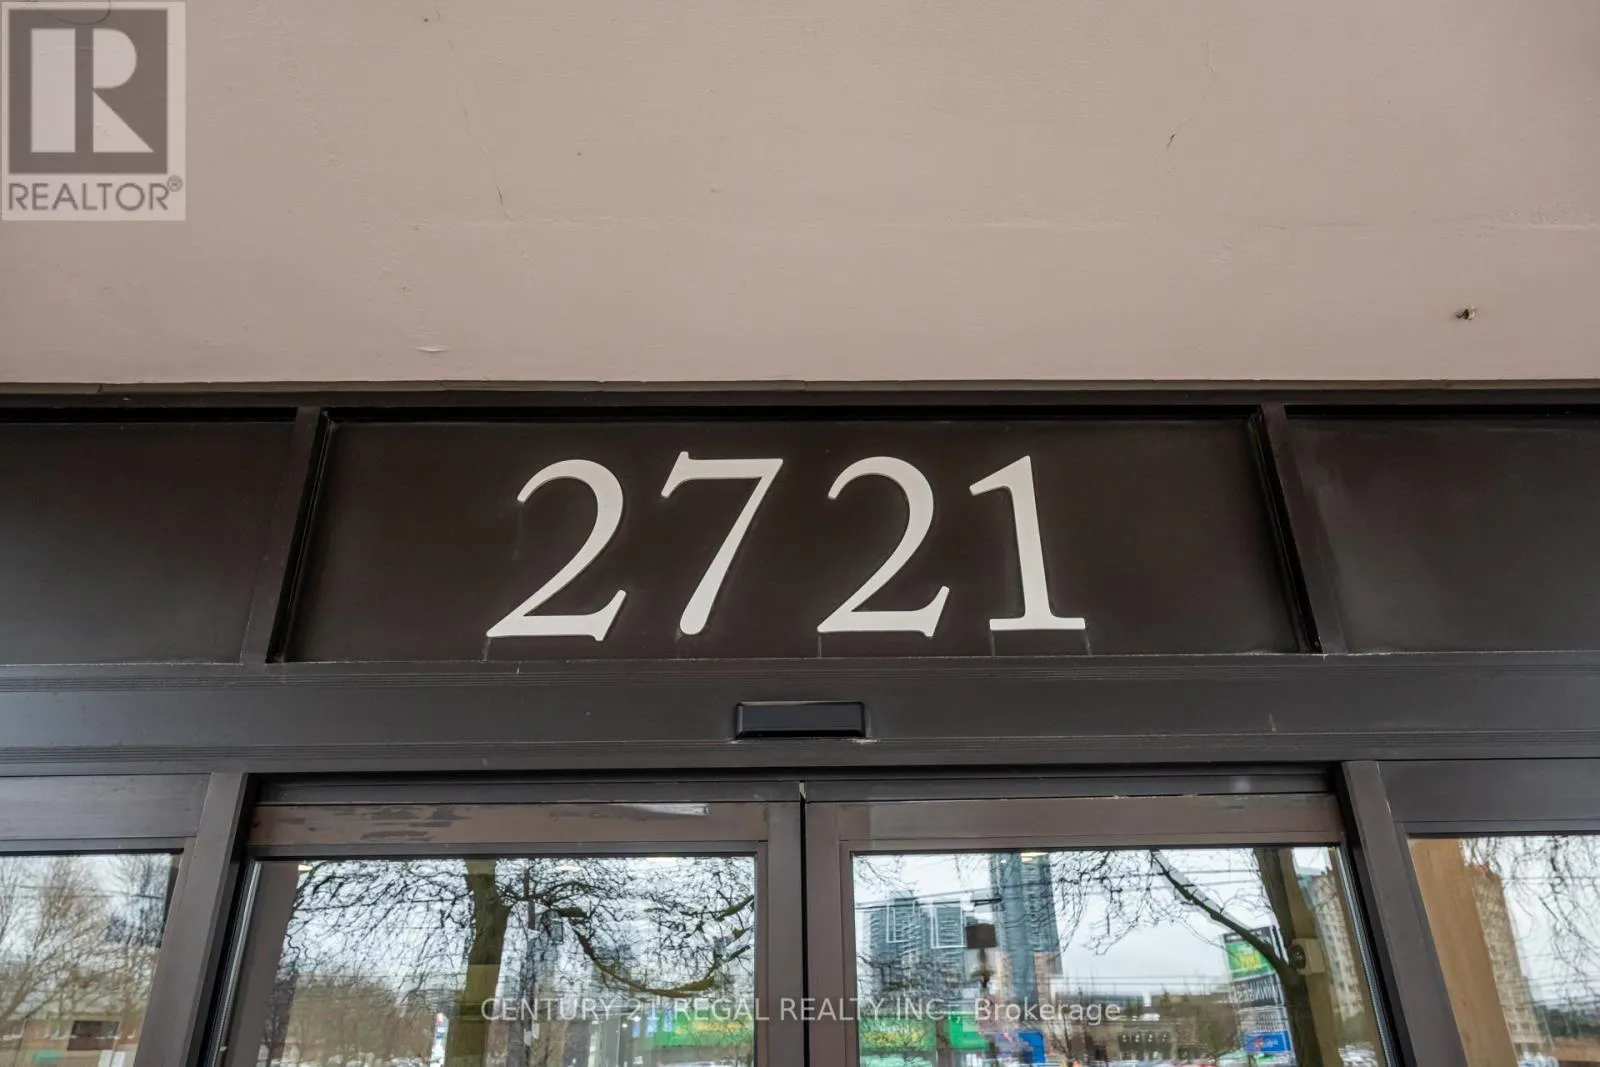 REALTOR®
2721
CENTURY 21 REGAL REALTY INC., Brokerage